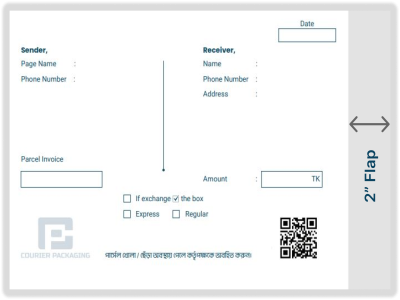 Date
Sender,
Receiver,
Page Name :
Name :
Phone Number :
Phone Number :
Address :
Parcel Invoice
Amount : TK
If exchange ☑ the box
Express
Regular
COURIER PACKAGING
পার্সেল খোলা / ছেঁড়া অবস্থায় পেলে কর্তৃপক্ষকে অবহিত করুন।
2” Flap